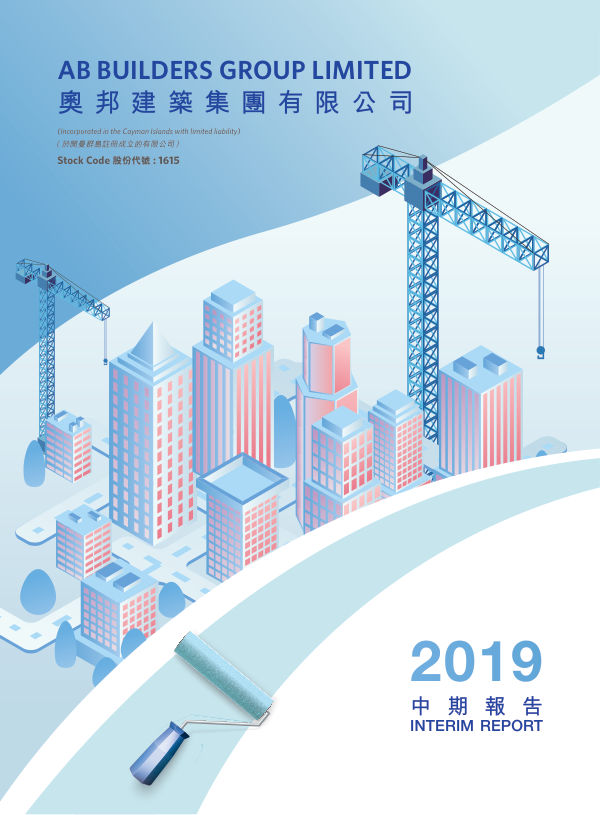 AB BUILDERS GROUP LIMITED
奧邦建築集團有限公司
(Incorporated in the Cayman Islands with limited liability)
(於開曼群島註冊成立的有限公司)
Stock Code 股份代號 : 1615
2019
中期報告
INTERIM REPORT